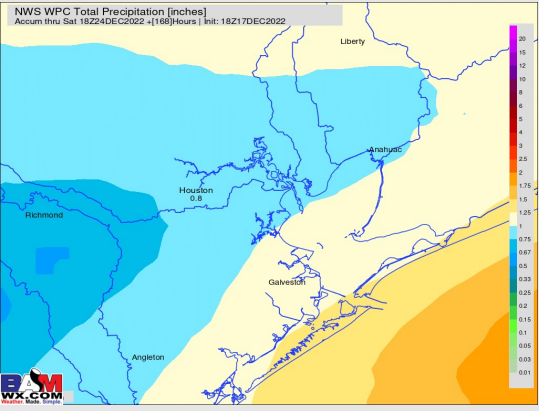 NWS WPC Total Precipitation [inches]
Accum thru Sat 18Z24DEC2022 +[168]Hours | Init: 18Z17DEC2022
Liberty
Anahuac
Houston
0.8
Richmond
Galveston
Angleton
20
15
12
10
8
6
5
4
3
2.5
2
1.75
1.5
1.25
1
0.75
0.67
0.5
0.33
0.25
0.2
0.15
0.1
0.05
0.03
0.01
BAM
WX.COM
Weather. Made. Simple.